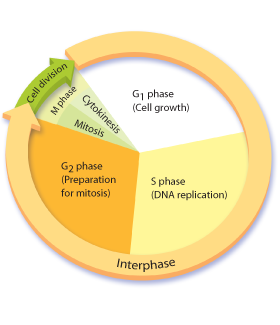 Cell division
M phase
Cytokinesis
Mitosis
G₁ phase
(Cell growth)
G₂ phase
(Preparation
for mitosis)
S phase
(DNA replication)
Interphase